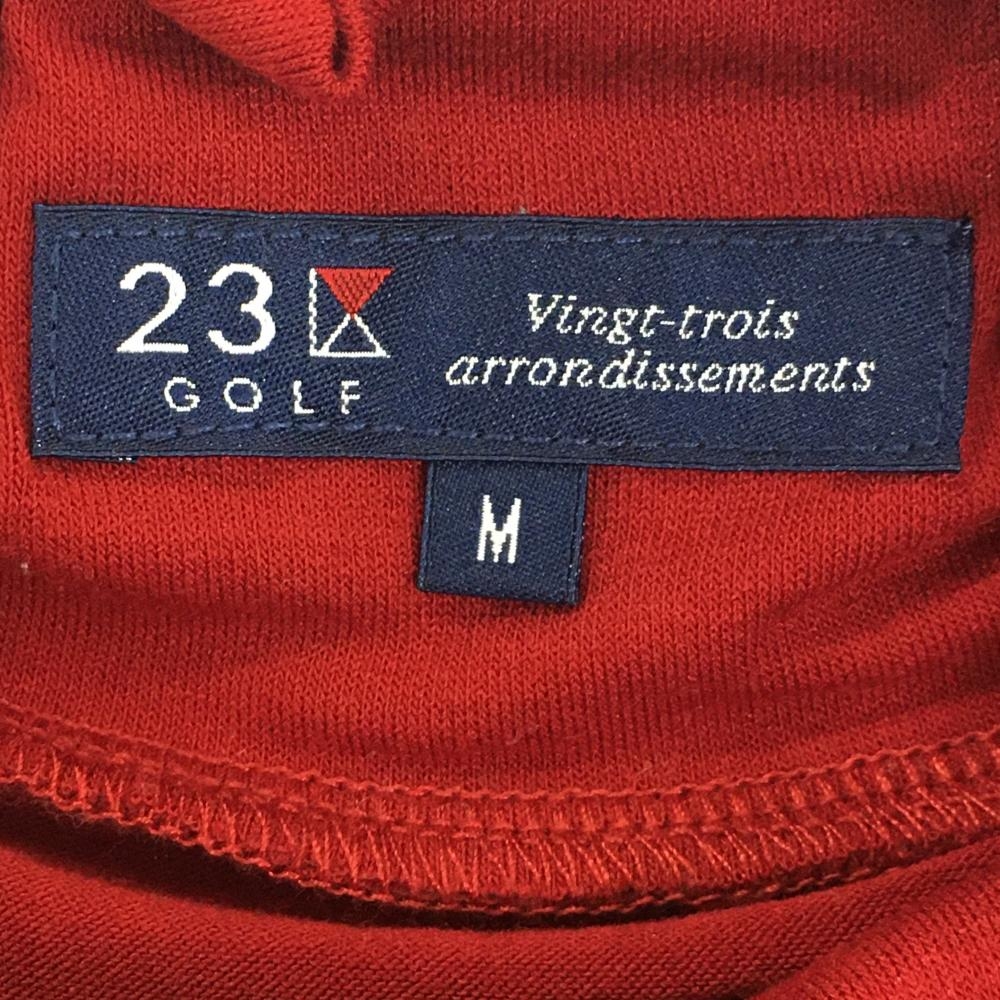 23
GOLF
Vingt-trois
arrondissements
M